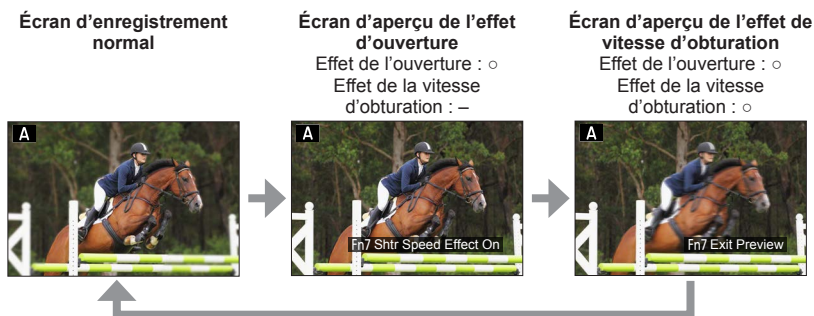 Écran d’enregistrement
normal
Écran d’aperçu de l’effet
d’ouverture
Effet de l’ouverture : ○
Effet de la vitesse
d’obturation : –
Écran d’aperçu de l’effet de
vitesse d’obturation
Effet de l’ouverture : ○
Effet de la vitesse
d’obturation : ○
A
A
Fn7 Shtr Speed Effect On
A
Fn7 Exit Preview